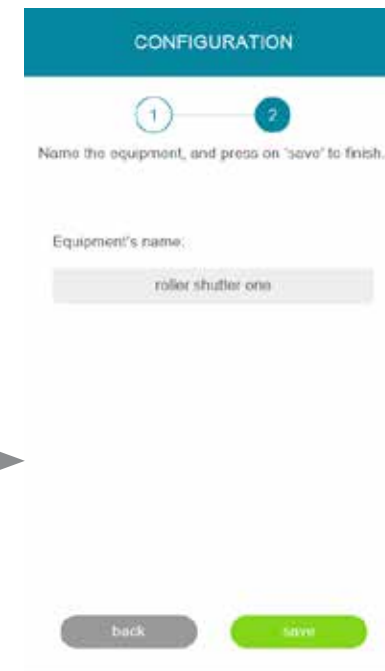 CONFIGURATION
1 2
Name the equipment, and press on 'save' to finish.
Equipment's name:
roller shutter one
back save